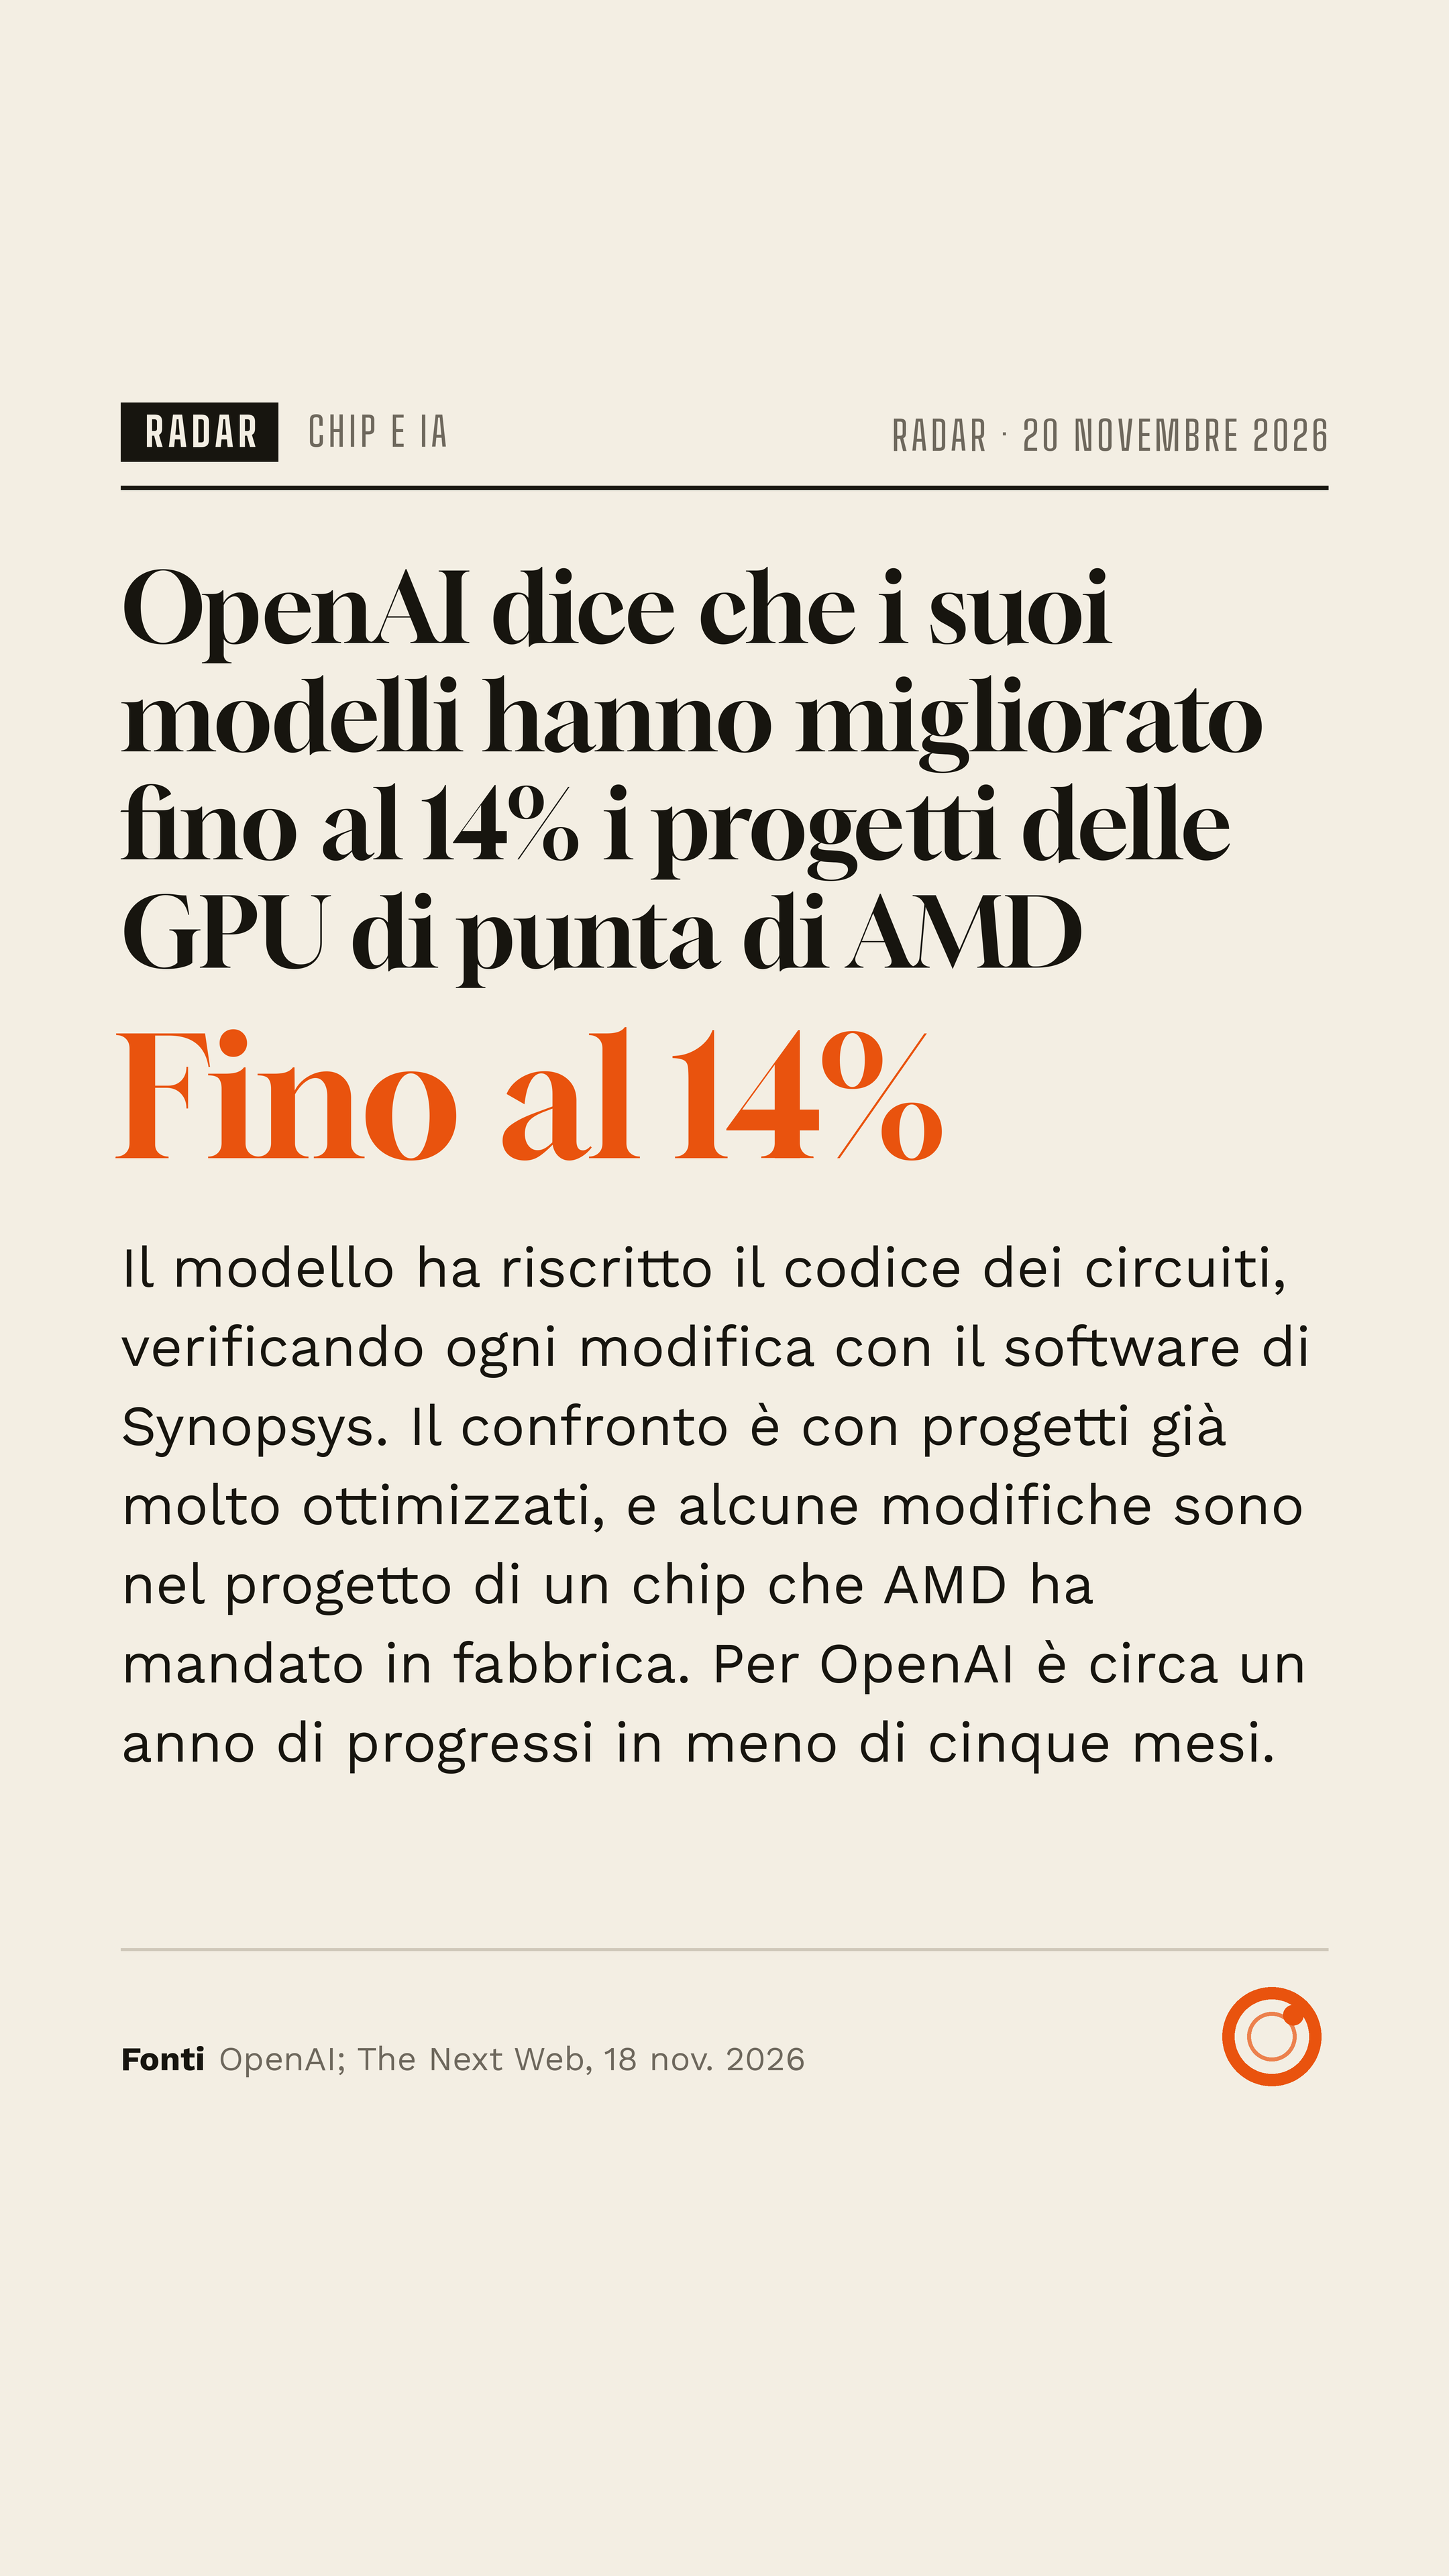 RADAR CHIP E IA
RADAR · 20 NOVEMBRE 2026
OpenAI dice che i suoi
modelli hanno migliorato
fino al 14% i progetti delle
GPU di punta di AMD
Fino al 14%
Il modello ha riscritto il codice dei circuiti,
verificando ogni modifica con il software di
Synopsys. Il confronto è con progetti già
molto ottimizzati, e alcune modifiche sono
nel progetto di un chip che AMD ha
mandato in fabbrica. Per OpenAI è circa un
anno di progressi in meno di cinque mesi.
Fonti OpenAI; The Next Web, 18 nov. 2026